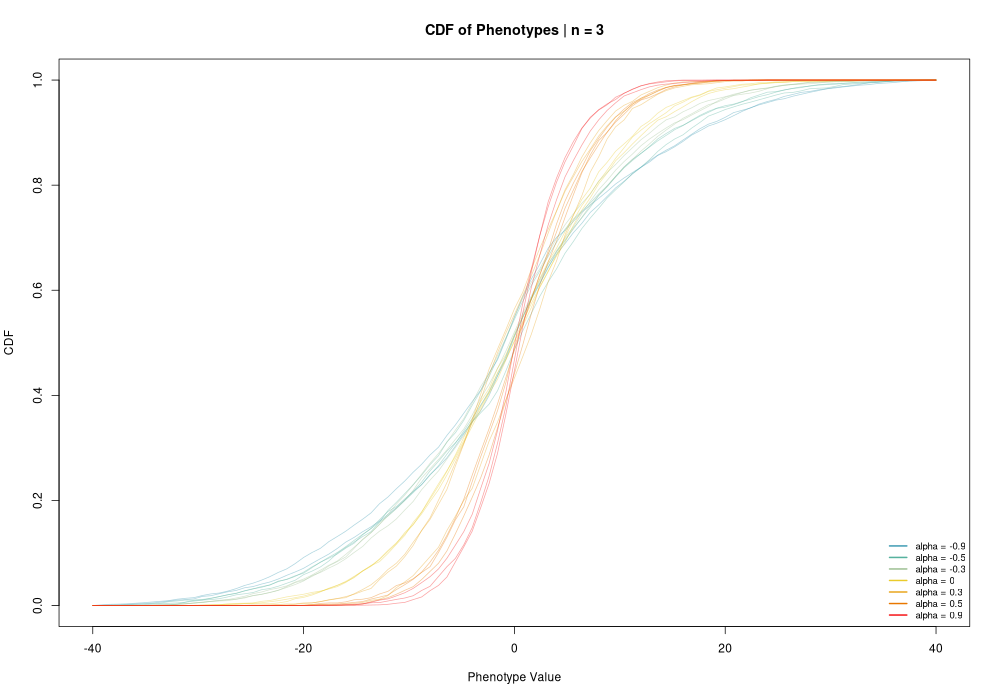 CDF of Phenotypes | n = 3
CDF
1.0
0.8
0.6
0.4
0.2
0.0
alpha = -0.9
alpha = -0.5
alpha = -0.3
alpha = 0
alpha = 0.3
alpha = 0.5
alpha = 0.9
-40
-20
0
20
40
Phenotype Value